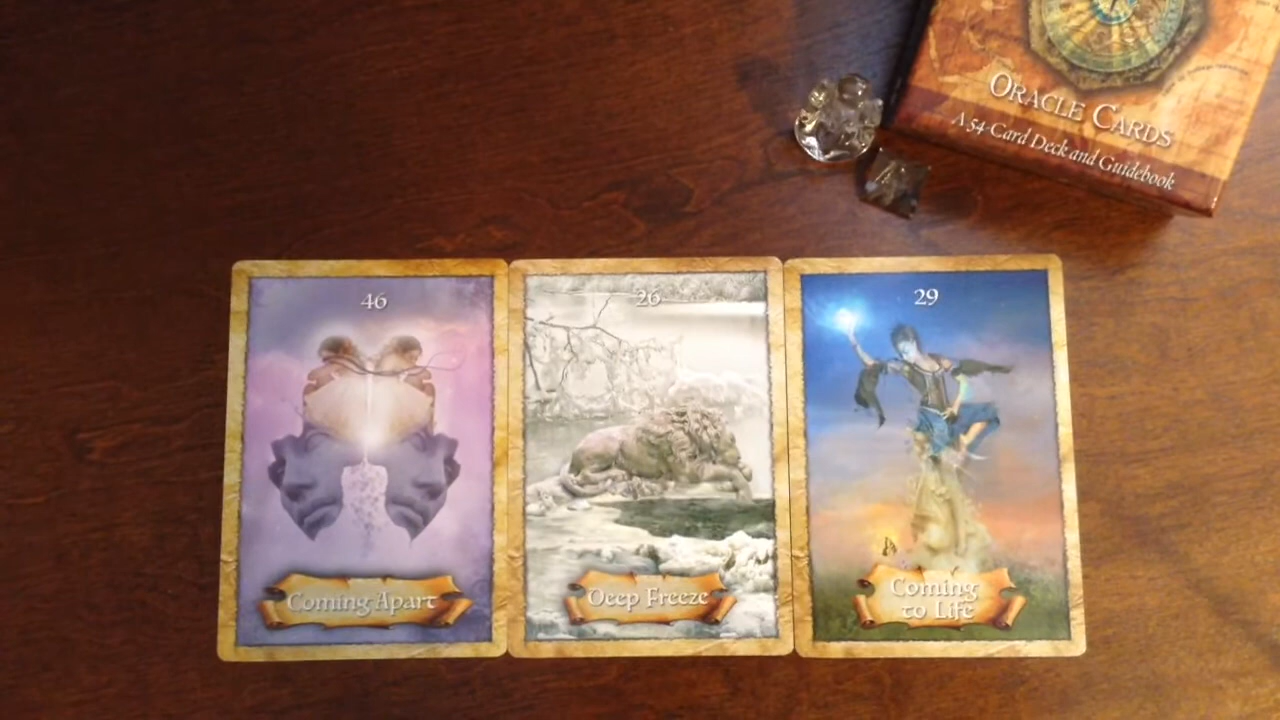 ORACLE CARDS
A 54-Card Deck and Guidebook
46
26
29
Coming Apart
Deep Freeze
Coming
to Life